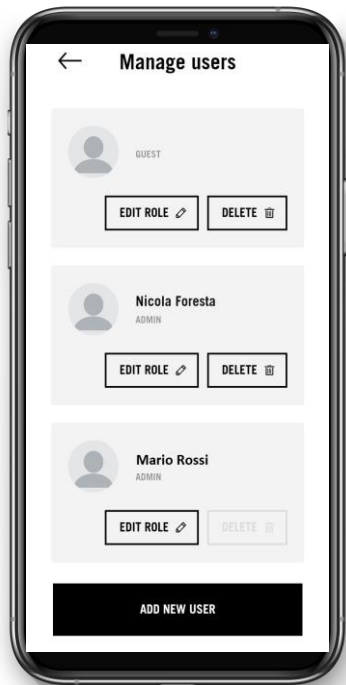 Manage users
GUEST
EDIT ROLE
DELETE
Nicola Foresta
ADMIN
EDIT ROLE
DELETE
Mario Rossi
ADMIN
EDIT ROLE
DELETE
ADD NEW USER